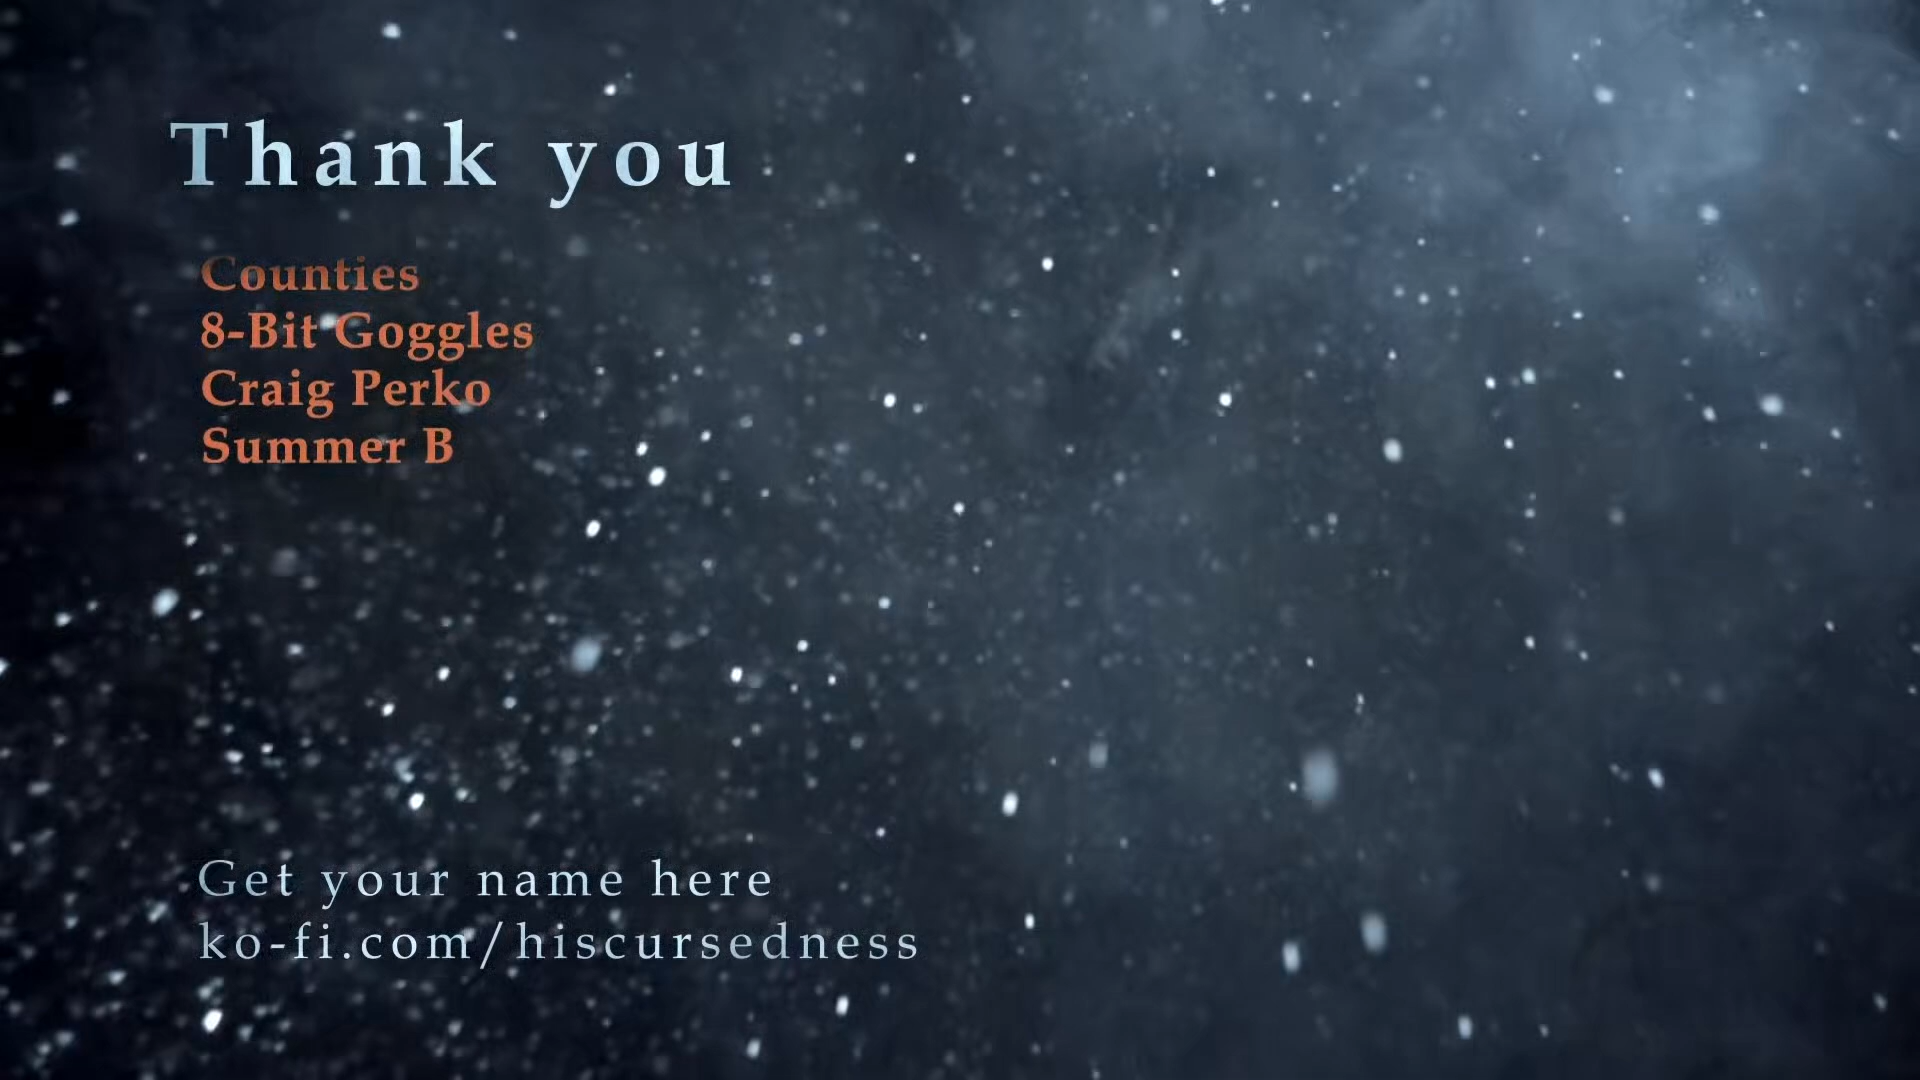 Thank you
Counties
8-Bit Goggles
Craig Perko
Summer B
Get your name here
ko-fi.com/hiscursedness